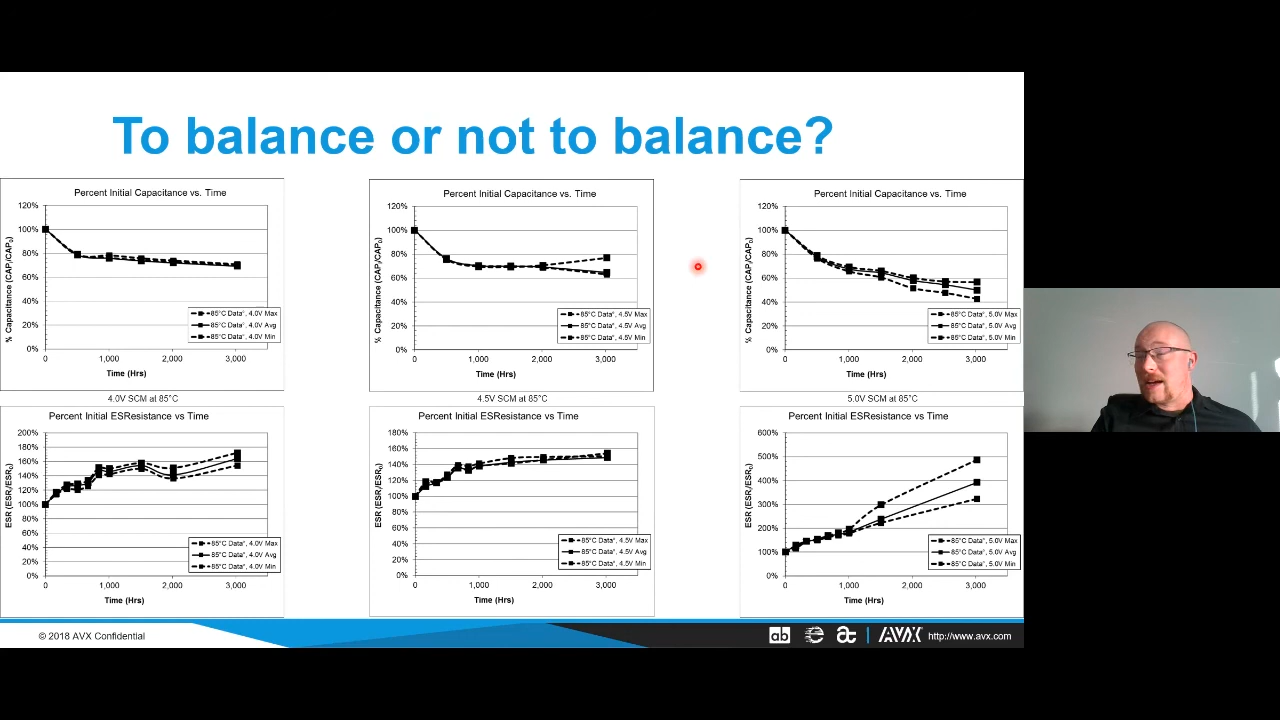 To balance or not to balance?
Percent Initial Capacitance vs. Time
120%
100%
80%
60%
40%
20%
0%
% Capacitance (CAPt/CAP0)
85°C Data", 4.0V Max
85°C Data", 4.0V Avg
85°C Data", 4.0V Min
0 1,000 2,000 3,000
Time (Hrs)
4.0V SCM at 85°C
Percent Initial Capacitance vs. Time
120%
100%
80%
60%
40%
20%
0%
% Capacitance (CAPt/CAP0)
85°C Data", 4.5V Max
85°C Data", 4.5V Avg
85°C Data", 4.5V Min
0 1,000 2,000 3,000
Time (Hrs)
4.5V SCM at 85°C
Percent Initial Capacitance vs. Time
120%
100%
80%
60%
40%
20%
0%
% Capacitance (CAPt/CAP0)
85°C Data", 5.0V Max
85°C Data", 5.0V Avg
85°C Data", 5.0V Min
0 1,000 2,000 3,000
Time (Hrs)
5.0V SCM at 85°C
Percent Initial ESResistance vs Time
200%
180%
160%
140%
120%
100%
80%
60%
40%
20%
0%
ESR (ESRt/ESR0)
85°C Data", 4.0V Max
85°C Data", 4.0V Avg
85°C Data", 4.0V Min
0 1,000 2,000 3,000
Time (Hrs)
Percent Initial ESResistance vs Time
180%
160%
140%
120%
100%
80%
60%
40%
20%
0%
ESR (ESRt/ESR0)
85°C Data", 4.5V Max
85°C Data", 4.5V Avg
85°C Data", 4.5V Min
0 1,000 2,000 3,000
Time (Hrs)
Percent Initial ESResistance vs Time
600%
500%
400%
300%
200%
100%
0%
ESR (ESRt/ESR0)
85°C Data", 5.0V Max
85°C Data", 5.0V Avg
85°C Data", 5.0V Min
0 1,000 2,000 3,000
Time (Hrs)
© 2018 AVX Confidential
ab AVX http://www.avx.com